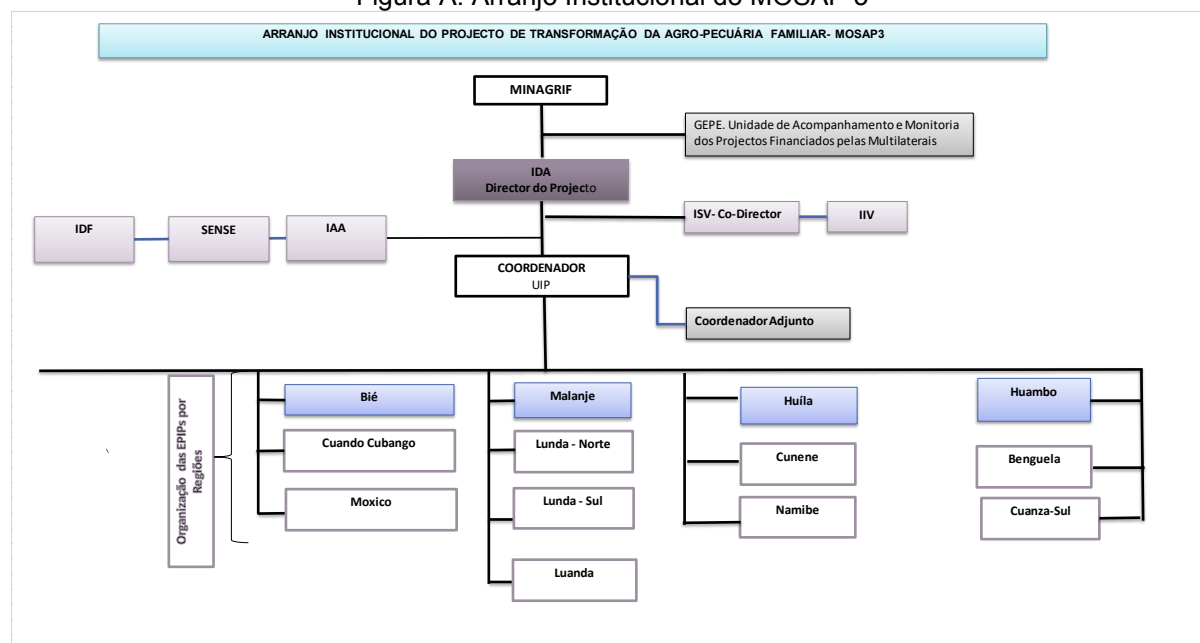 Figura A: Arranjo Institucional do MOSAP 3
ARRANJO INSTITUCIONAL DO PROJECTO DE TRANSFORMAÇÃO DA AGRO-PECUÁRIA FAMILIAR- MOSAP3
MINAGRIF
GEPE. Unidade de Acompanhamento e Monitoria
dos Projectos Financiados pelas Multilaterais
IDA
Director do Projecto
ISV- Co-Director
IIV
IDF
SENSE
IAA
COORDENADOR
UIP
Coordenador Adjunto
Organização das EPIPs por
Regiões
Bié
Cuando Cubango
Moxico
Malanje
Lunda - Norte
Lunda - Sul
Luanda
Huíla
Cunene
Namibe
Huambo
Benguela
Cuanza-Sul